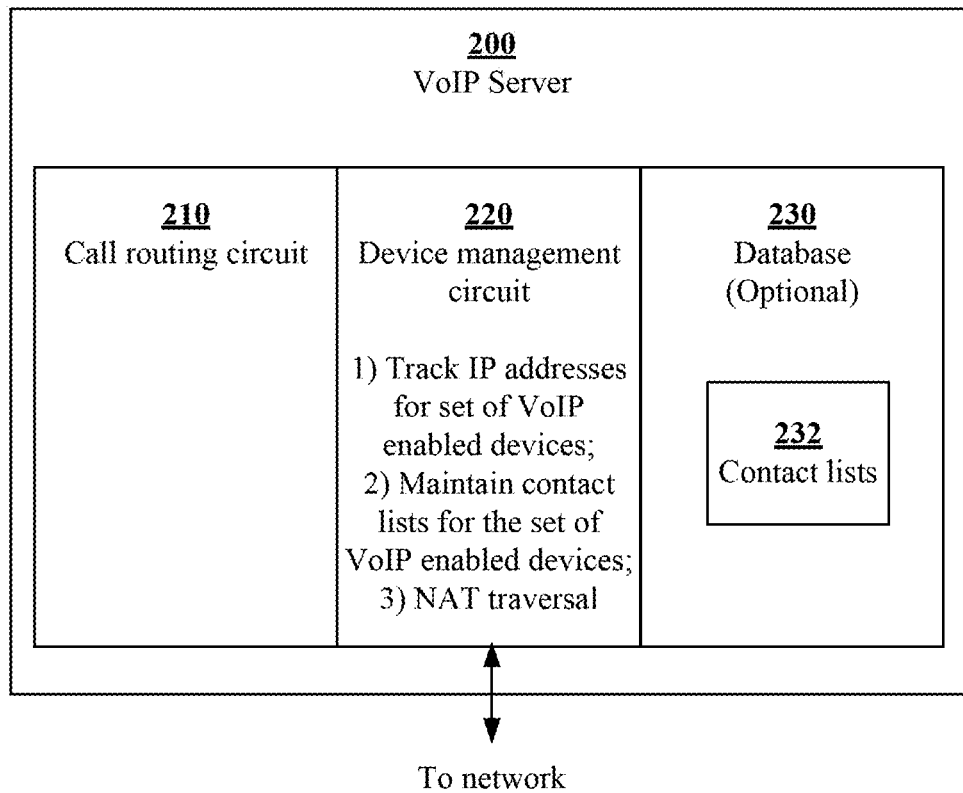 200
VoIP Server
210
Call routing circuit
220
Device management
circuit
1) Track IP addresses
for set of VoIP
enabled devices;
2) Maintain contact
lists for the set of
VoIP enabled devices;
3) NAT traversal
230
Database
(Optional)
232
Contact lists
To network